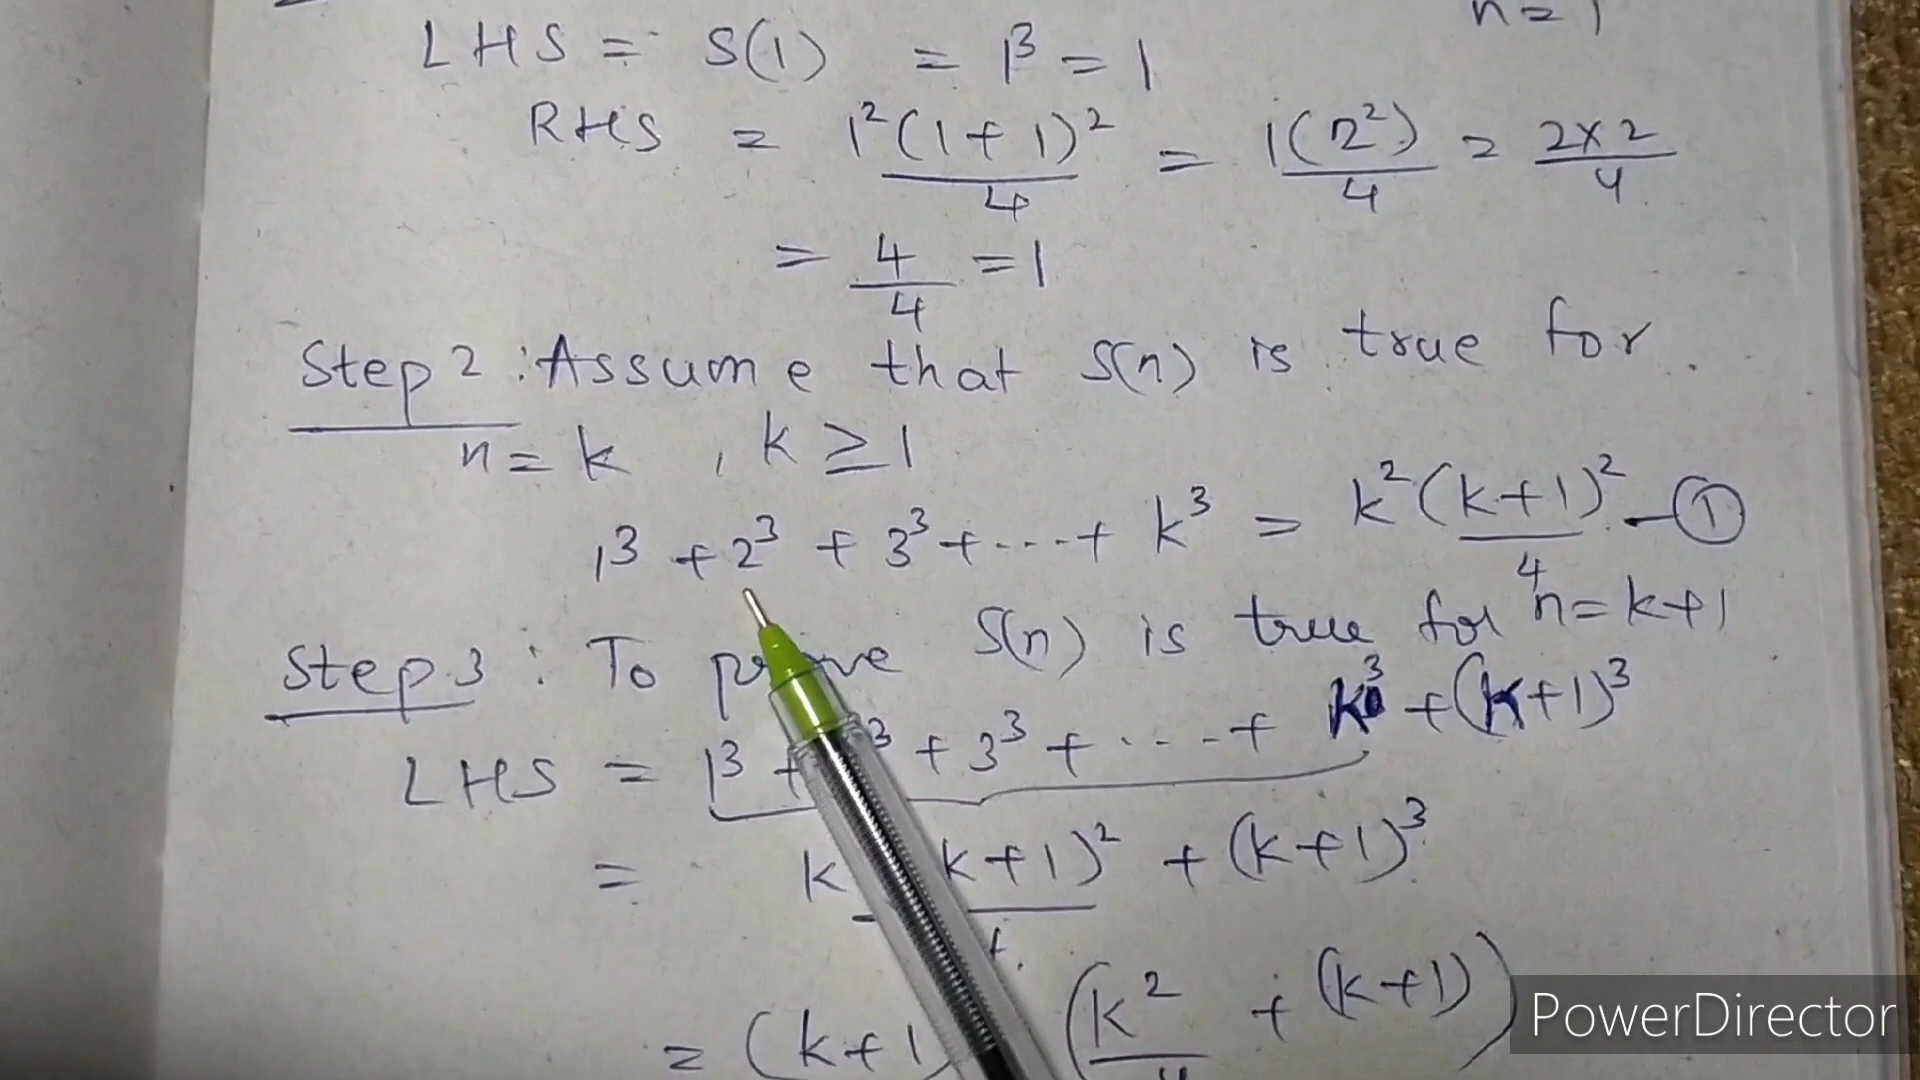 n = 1
LHS = S(1) = 1³ = 1
RHS = 1²(1+1)²/4 = 1(2²)/4 = 2×2/4
= 4/4 = 1
Step 2 : Assume that S(n) is true for
n = k , k ≥ 1
1³ + 2³ + 3³ + ... + k³ = k²(k+1)²/4 – ①
Step 3 : To prove S(n) is true for n = k+1
LHS = 1³ + ³ + 3³ + ... + k³ + (k+1)³
= k k+1)² + (k+1)³
= (k+1 (k²/4 + (k+1))
PowerDirector